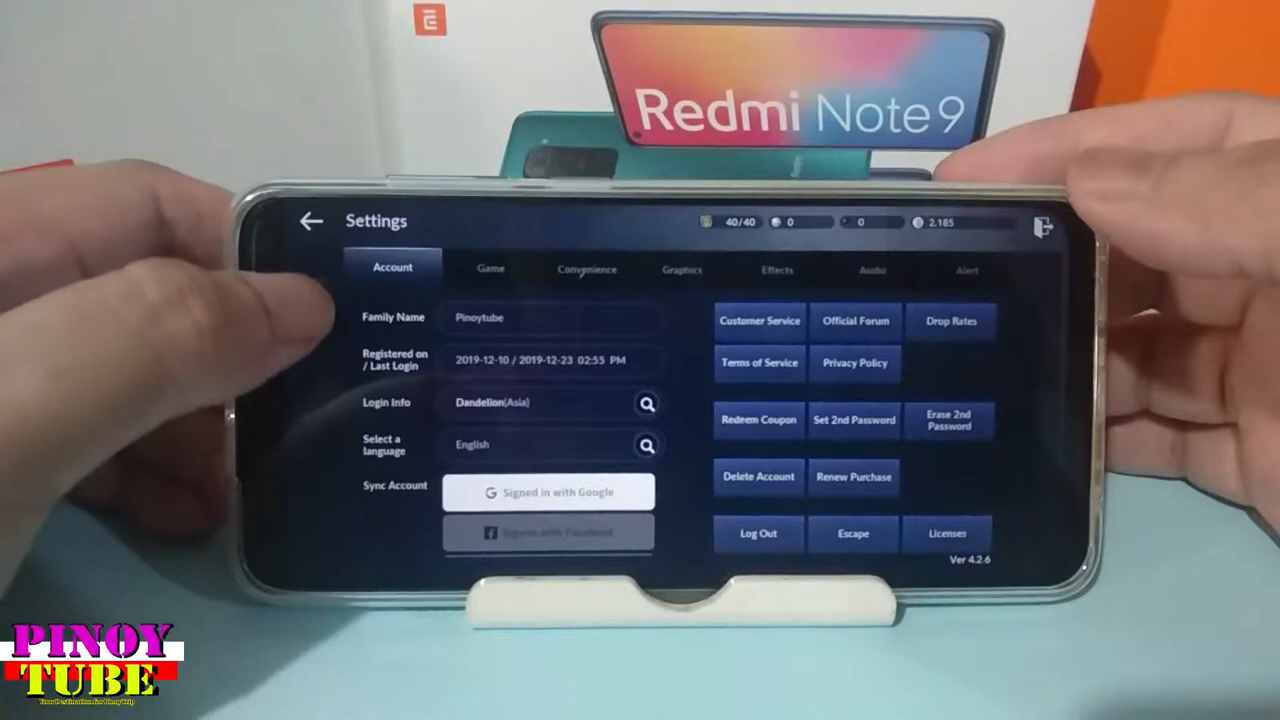 Redmi Note 9
Settings
40/40
0
0
2.185
Account
Game
Convenience
Graphics
Effects
Audio
Alert
Family Name
Pinoytube
Registered on
/ Last Login
2019-12-10 / 2019-12-23 02:55 PM
Login Info
Dandelion(Asia)
Select a
language
English
Sync Account
Signed in with Google
Sign in with Facebook
Customer Service
Official Forum
Drop Rates
Terms of Service
Privacy Policy
Redeem Coupon
Set 2nd Password
Erase 2nd
Password
Delete Account
Renew Purchase
Log Out
Escape
Licenses
Ver 4.2.6
PINOY
TUBE